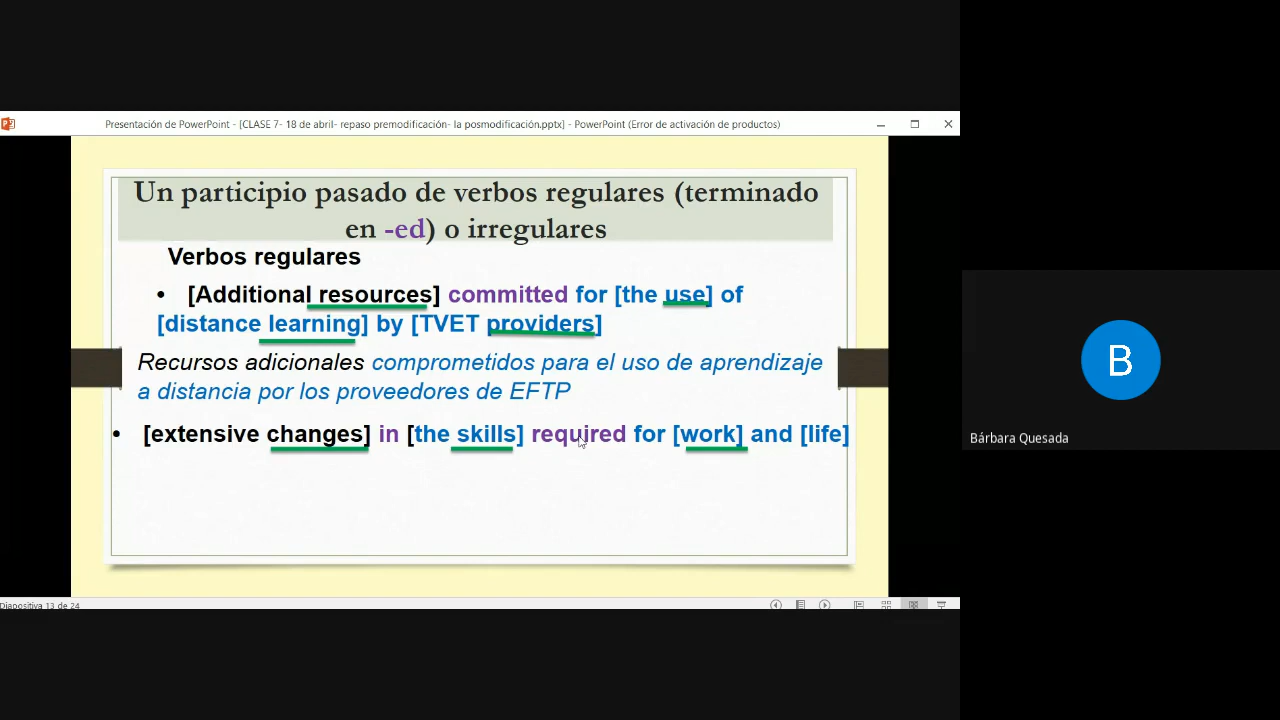 Presentación de PowerPoint - [CLASE 7- 18 de abril- repaso premodificación- la posmodificación.pptx] - PowerPoint (Error de activación de productos)
Un participio pasado de verbos regulares (terminado
en -ed) o irregulares
Verbos regulares
• [Additional resources] committed for [the use] of
[distance learning] by [TVET providers]
Recursos adicionales comprometidos para el uso de aprendizaje
a distancia por los proveedores de EFTP
• [extensive changes] in [the skills] required for [work] and [life]
B
Bárbara Quesada
Diapositiva 13 de 24